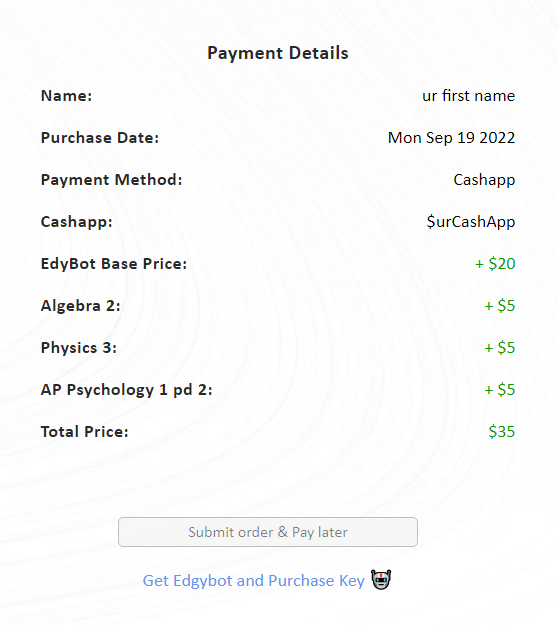 Payment Details
Name: ur first name
Purchase Date: Mon Sep 19 2022
Payment Method: Cashapp
Cashapp: $urCashApp
EdyBot Base Price: + $20
Algebra 2: + $5
Physics 3: + $5
AP Psychology 1 pd 2: + $5
Total Price: $35
Submit order & Pay later
Get Edgybot and Purchase Key